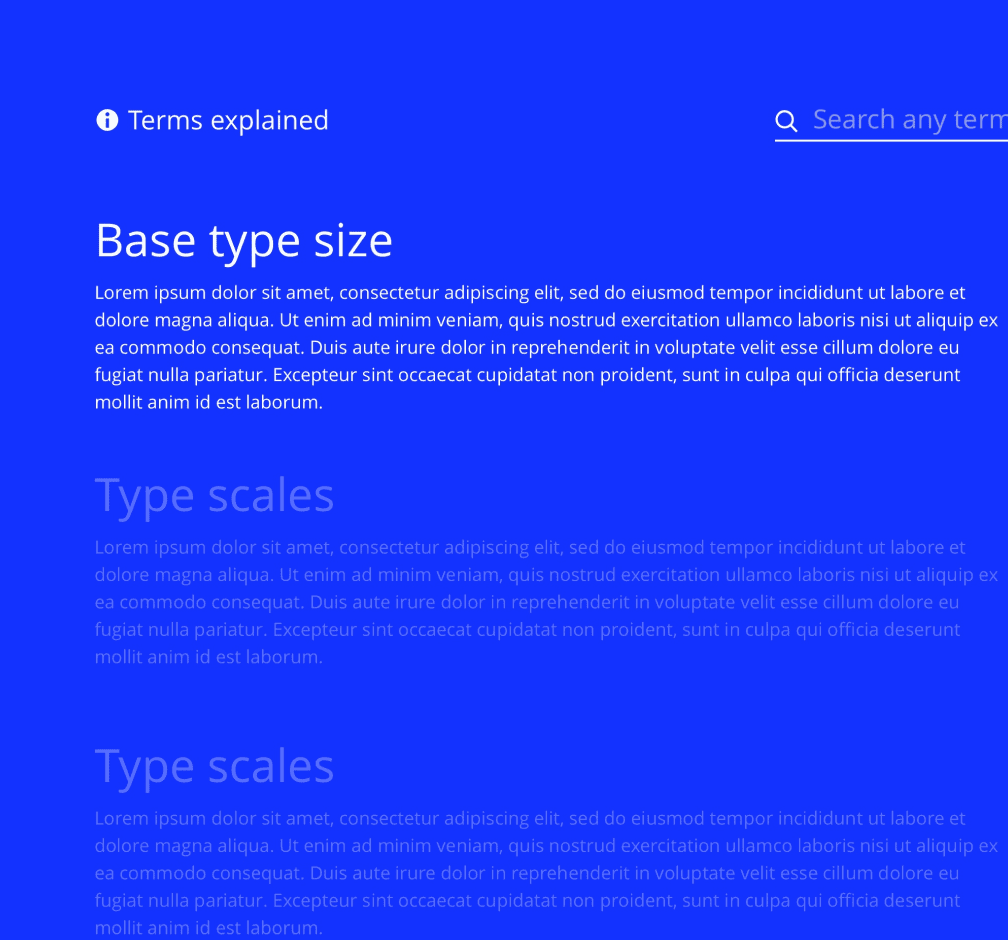 Terms explained
Search any term
Base type size
Lorem ipsum dolor sit amet, consectetur adipiscing elit, sed do eiusmod tempor incididunt ut labore et
dolore magna aliqua. Ut enim ad minim veniam, quis nostrud exercitation ullamco laboris nisi ut aliquip ex
ea commodo consequat. Duis aute irure dolor in reprehenderit in voluptate velit esse cillum dolore eu
fugiat nulla pariatur. Excepteur sint occaecat cupidatat non proident, sunt in culpa qui officia deserunt
mollit anim id est laborum.
Type scales
Lorem ipsum dolor sit amet, consectetur adipiscing elit, sed do eiusmod tempor incididunt ut labore et
dolore magna aliqua. Ut enim ad minim veniam, quis nostrud exercitation ullamco laboris nisi ut aliquip ex
ea commodo consequat. Duis aute irure dolor in reprehenderit in voluptate velit esse cillum dolore eu
fugiat nulla pariatur. Excepteur sint occaecat cupidatat non proident, sunt in culpa qui officia deserunt
mollit anim id est laborum.
Type scales
Lorem ipsum dolor sit amet, consectetur adipiscing elit, sed do eiusmod tempor incididunt ut labore et
dolore magna aliqua. Ut enim ad minim veniam, quis nostrud exercitation ullamco laboris nisi ut aliquip ex
ea commodo consequat. Duis aute irure dolor in reprehenderit in voluptate velit esse cillum dolore eu
fugiat nulla pariatur. Excepteur sint occaecat cupidatat non proident, sunt in culpa qui officia deserunt
mollit anim id est laborum.